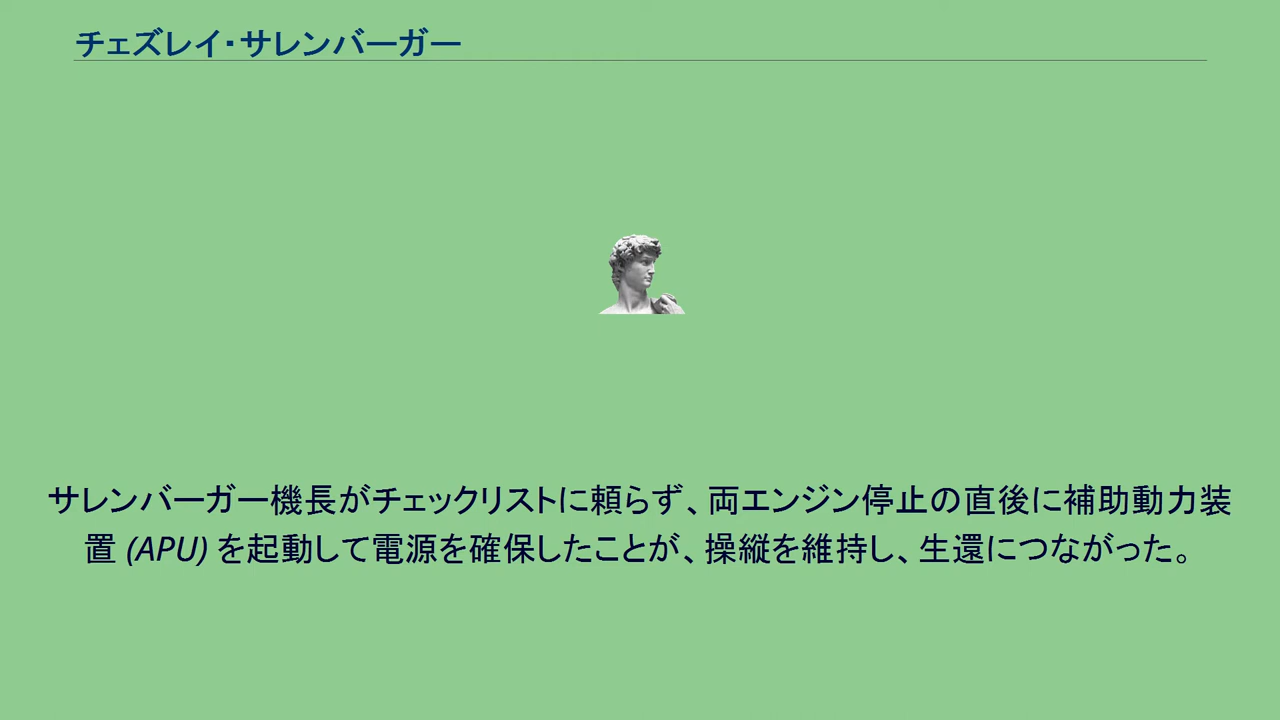 チェズレイ・サレンバーガー
サレンバーガー機長がチェックリストに頼らず、両エンジン停止の直後に補助動力装
置 (APU) を起動して電源を確保したことが、操縦を維持し、生還につながった。